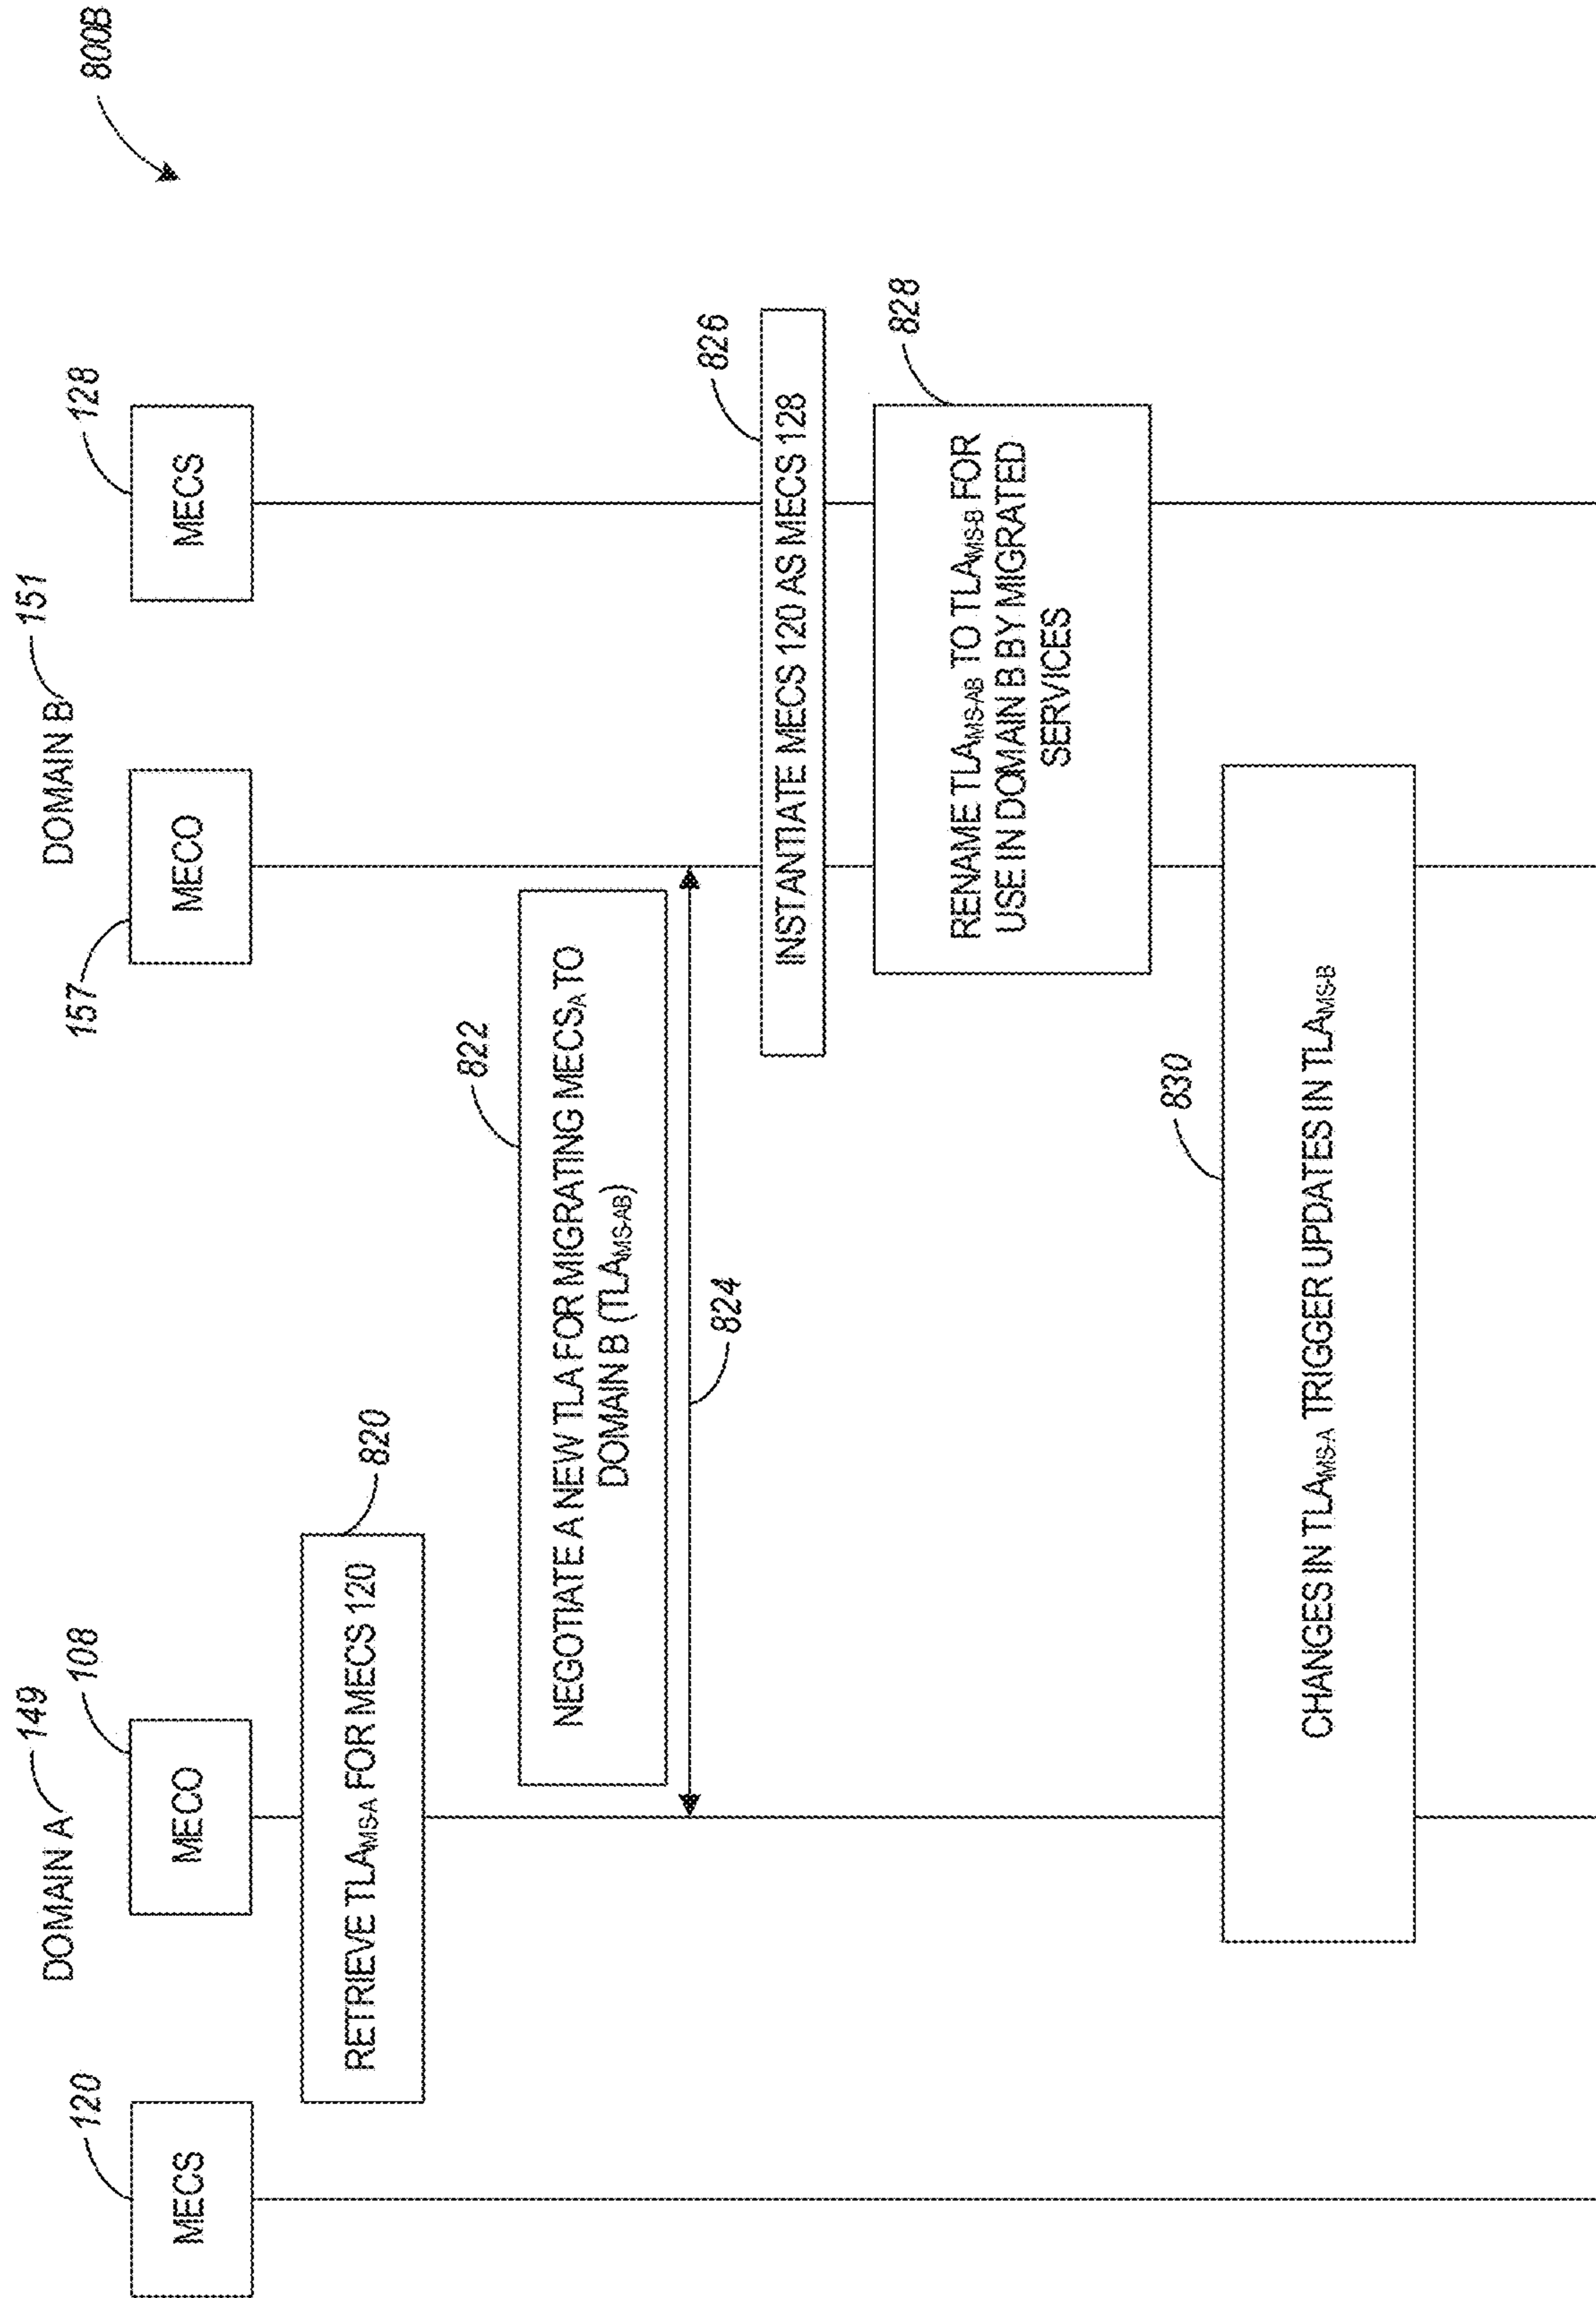 800B
DOMAIN A 149
DOMAIN B 151
120
108
157
128
MECS
MECO
MECO
MECS
820
RETRIEVE TLAMS-A FOR MECS 120
822
NEGOTIATE A NEW TLA FOR MIGRATING MECSA TO
DOMAIN B (TLAMS-AB)
824
826
INSTANTIATE MECS 120 AS MECS 128
828
RENAME TLAMS-AB TO TLAMS-B FOR
USE IN DOMAIN B BY MIGRATED
SERVICES
830
CHANGES IN TLAMS-A TRIGGER UPDATES IN TLAMS-B